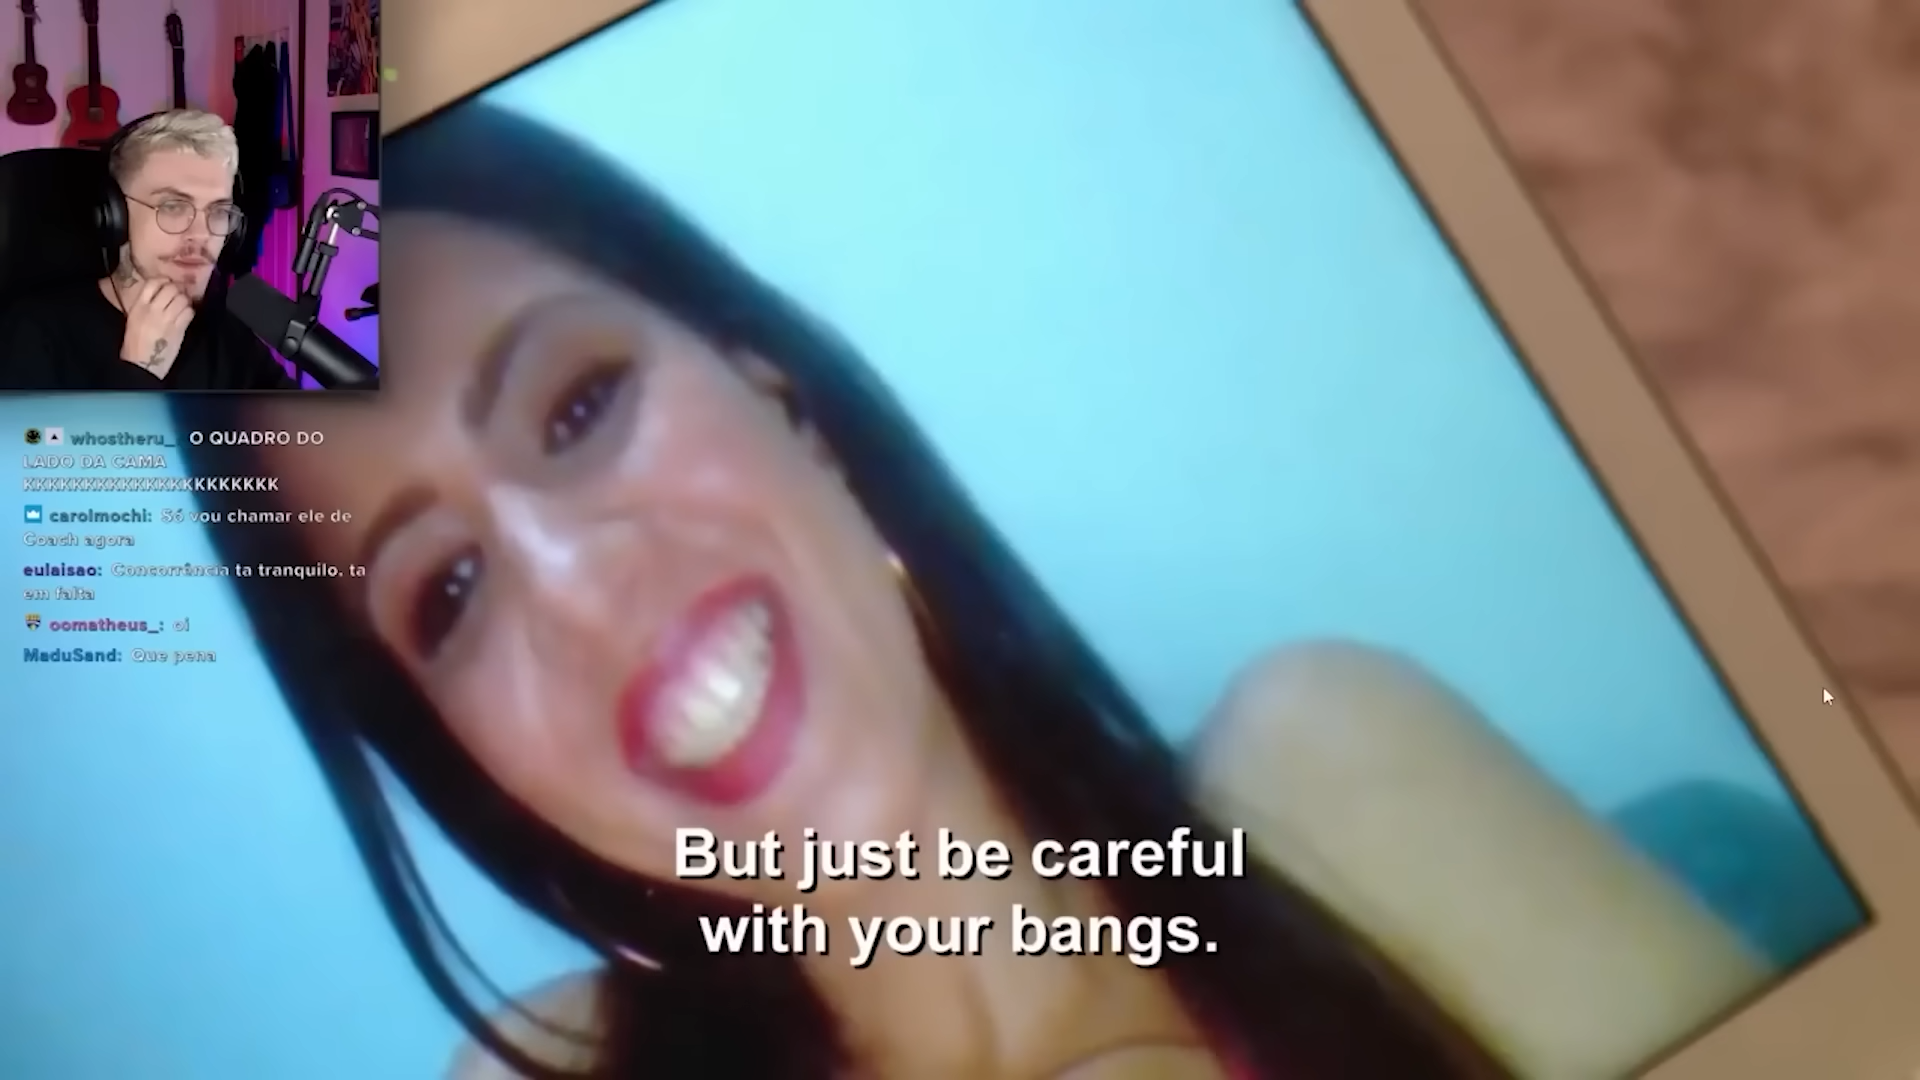 whostheru_: O QUADRO DO
LADO DA CAMA
KKKKKKKKKKKKKKKKKKKKK
carolmochi: Só vou chamar ele de
Coach agora
eulaisao: Concorrência ta tranquilo, ta
em falta
oomatheus_: oi
MaduSand: Que pena
But just be careful
with your bangs.